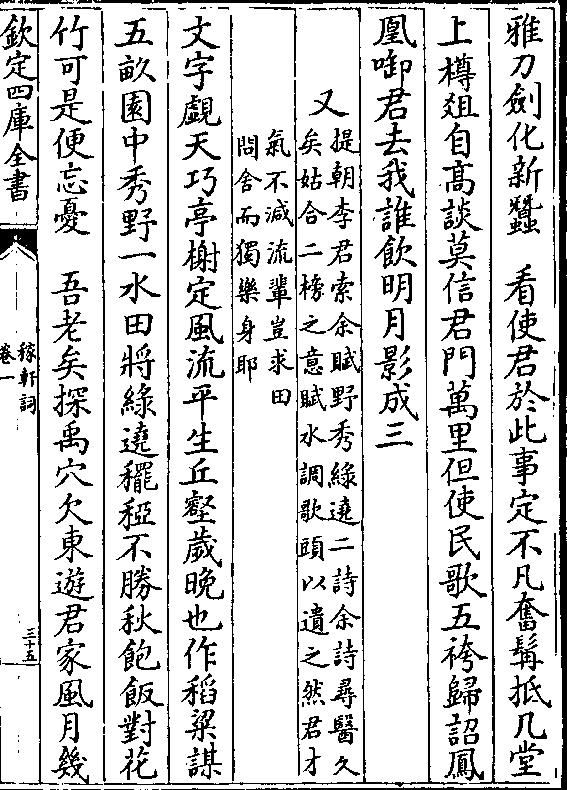 雅刀劍化新蠶　看使君於此事定不凡奮髯抵几堂
上樽俎自高談莫信君門萬里但使民歌五袴歸詔鳳
凰㗸君去我誰飲明月影成三
又
提朝李君索余賦野秀綠遶二詩余詩尋醫久
矣姑合二榜之意賦水調歌頭以遺之然君才
氣不減流輩豈求田
問舍而獨樂身耶
文字覷天巧亭榭定風流平生丘壑歲晚也作稻粱謀
五畝園中秀野一水田將綠遶䆉稏不勝秋飽飯對花
竹可是便忘憂　吾老矣探禹穴欠東遊君家風月幾
欽定四庫全書
稼軒詞
卷一
三十五